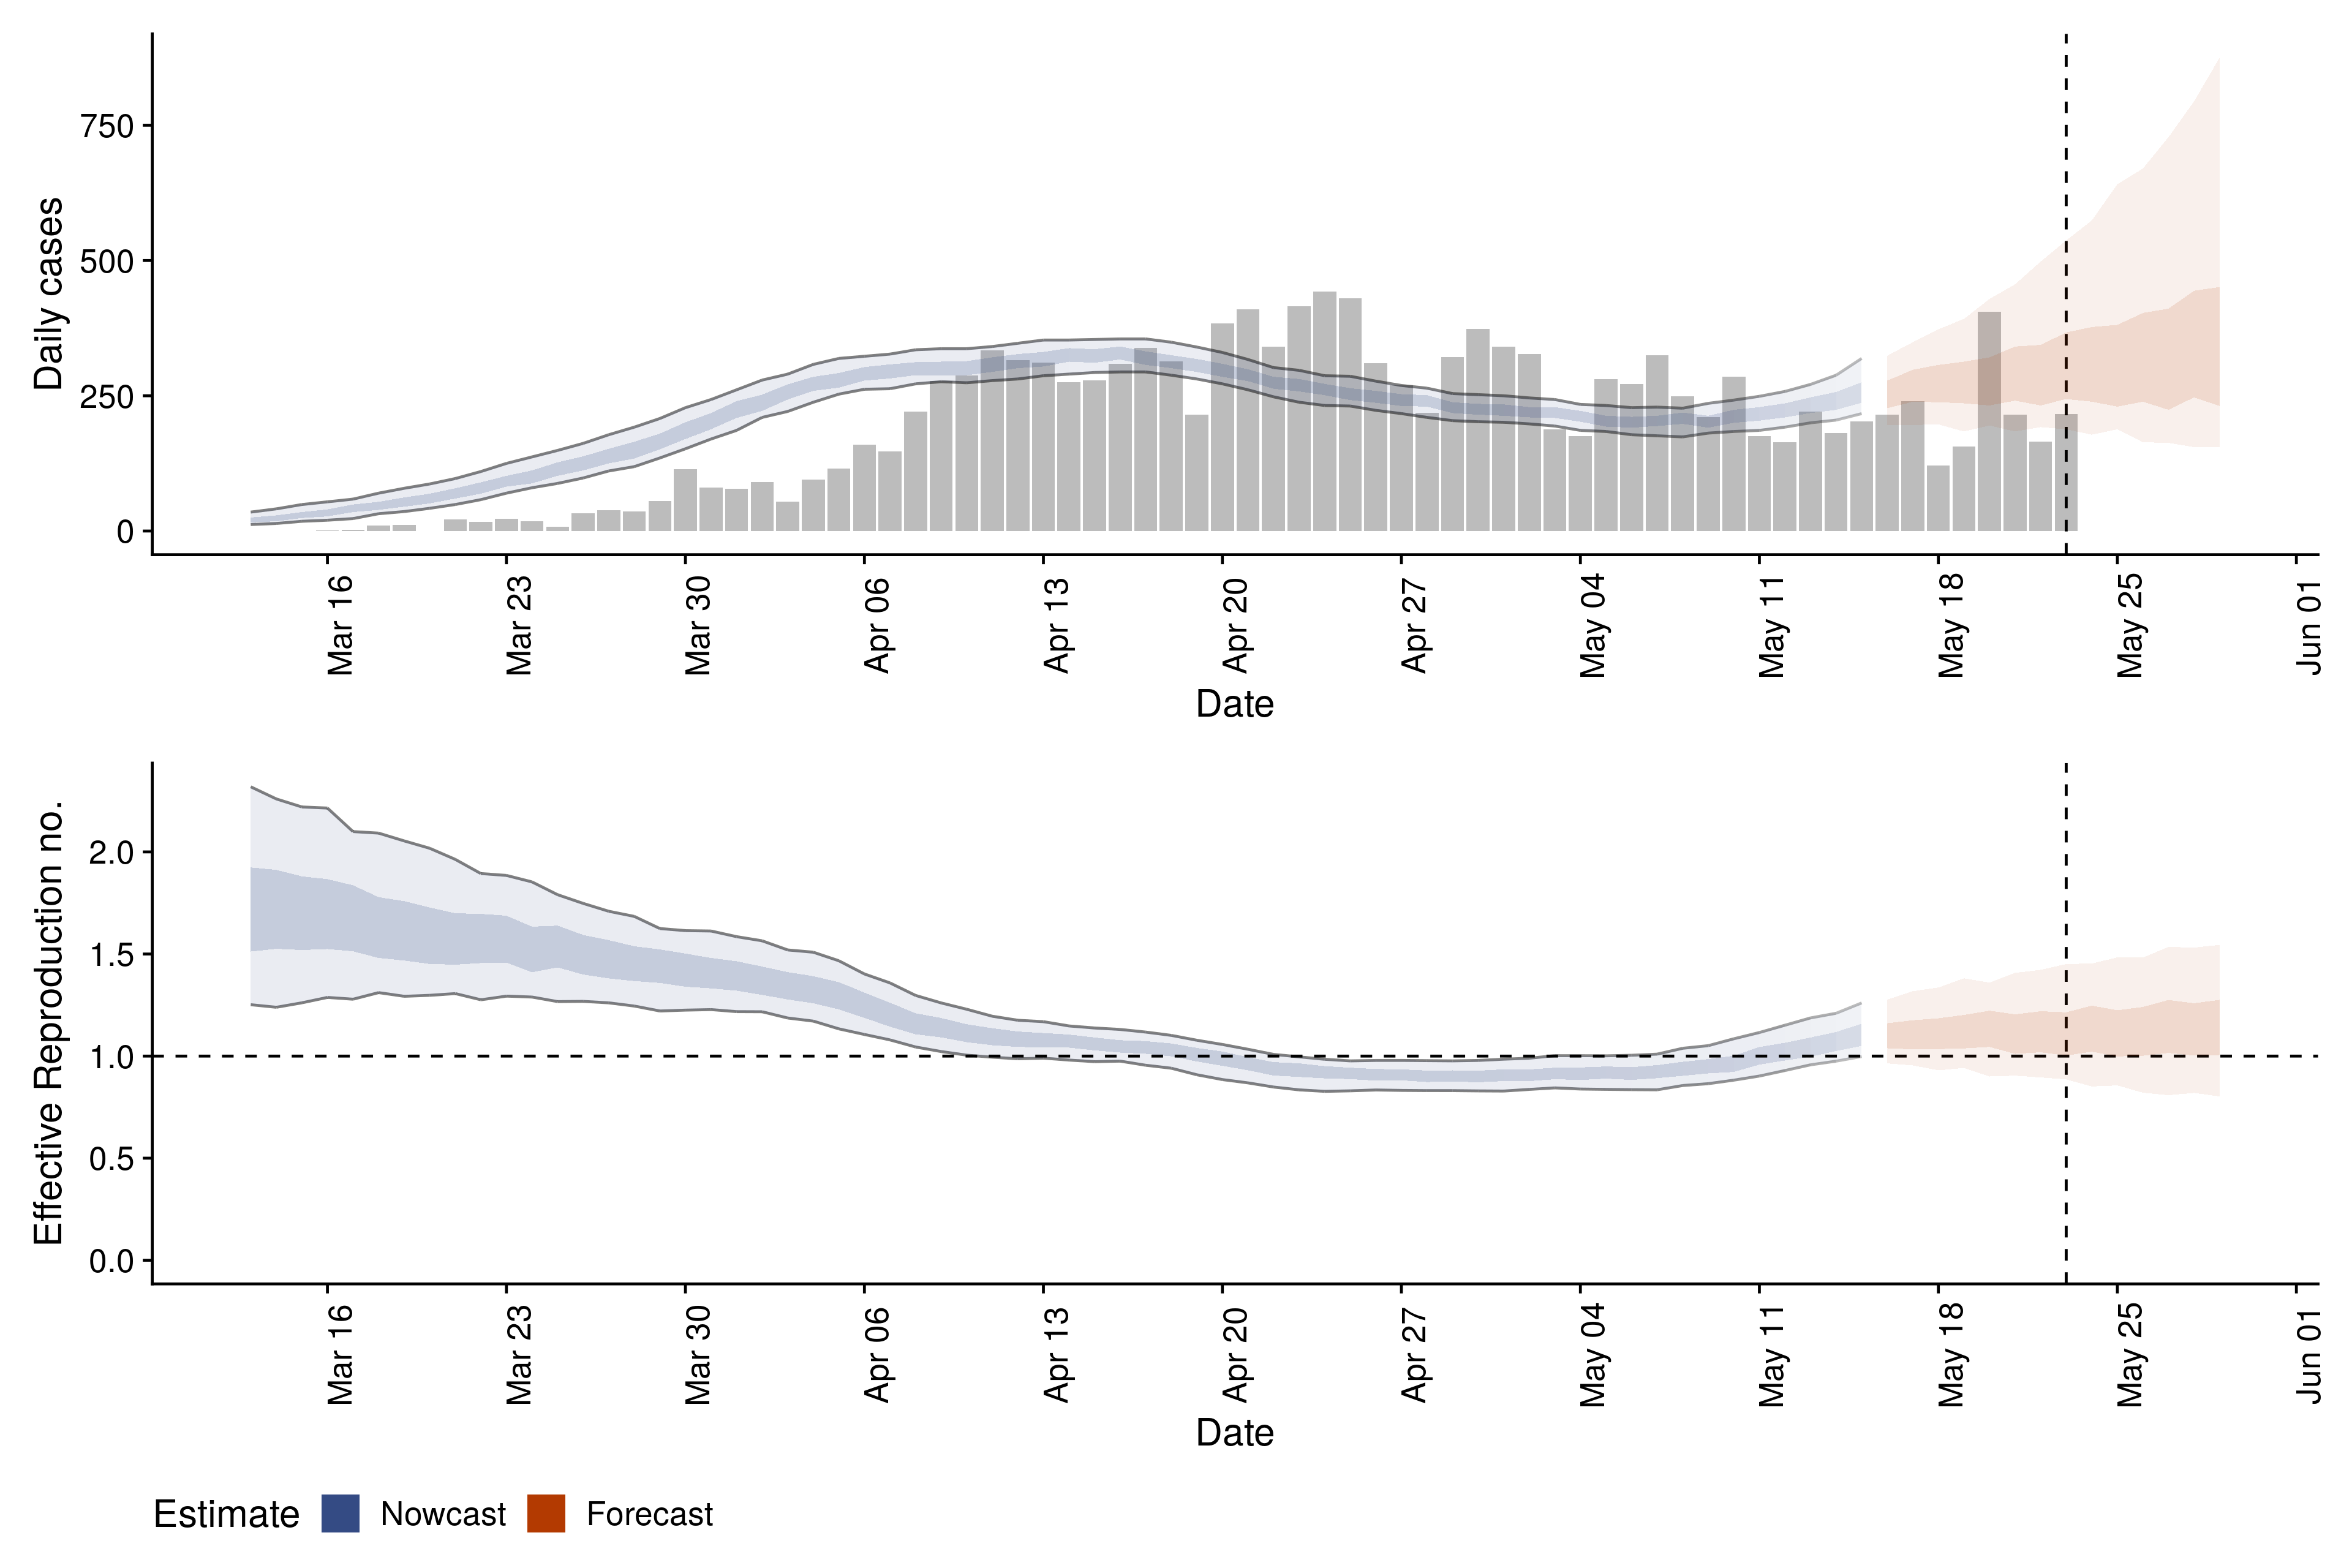 Daily cases
750
500
250
0
Mar 16
Mar 23
Mar 30
Apr 06
Apr 13
Apr 20
Apr 27
May 04
May 11
May 18
May 25
Jun 01
Date
Effective Reproduction no.
2.0
1.5
1.0
0.5
0.0
Mar 16
Mar 23
Mar 30
Apr 06
Apr 13
Apr 20
Apr 27
May 04
May 11
May 18
May 25
Jun 01
Date
Estimate Nowcast Forecast